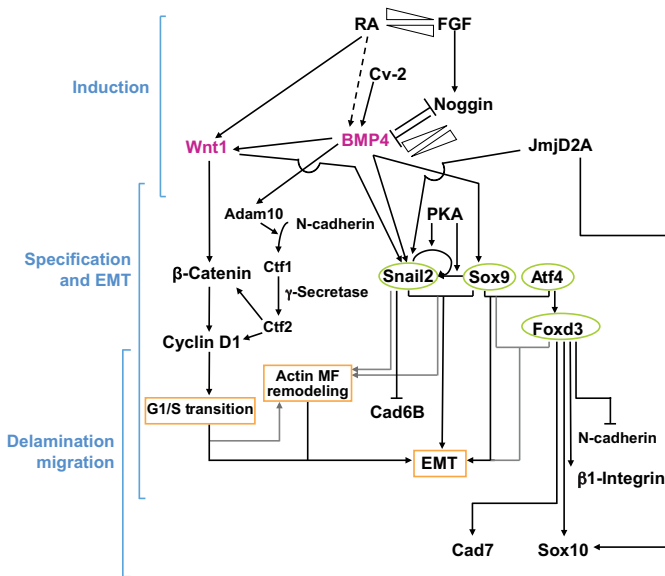 RA
FGF
Cv-2
Induction
Noggin
Wnt1
BMP4
JmjD2A
Adam10
N-cadherin
PKA
Specification
and EMT
β-Catenin
Ctf1
Snail2
Sox9
Atf4
γ-Secretase
Cyclin D1
Ctf2
Foxd3
Actin MF
remodeling
G1/S transition
Cad6B
Delamination
migration
N-cadherin
EMT
β1-Integrin
Cad7
Sox10